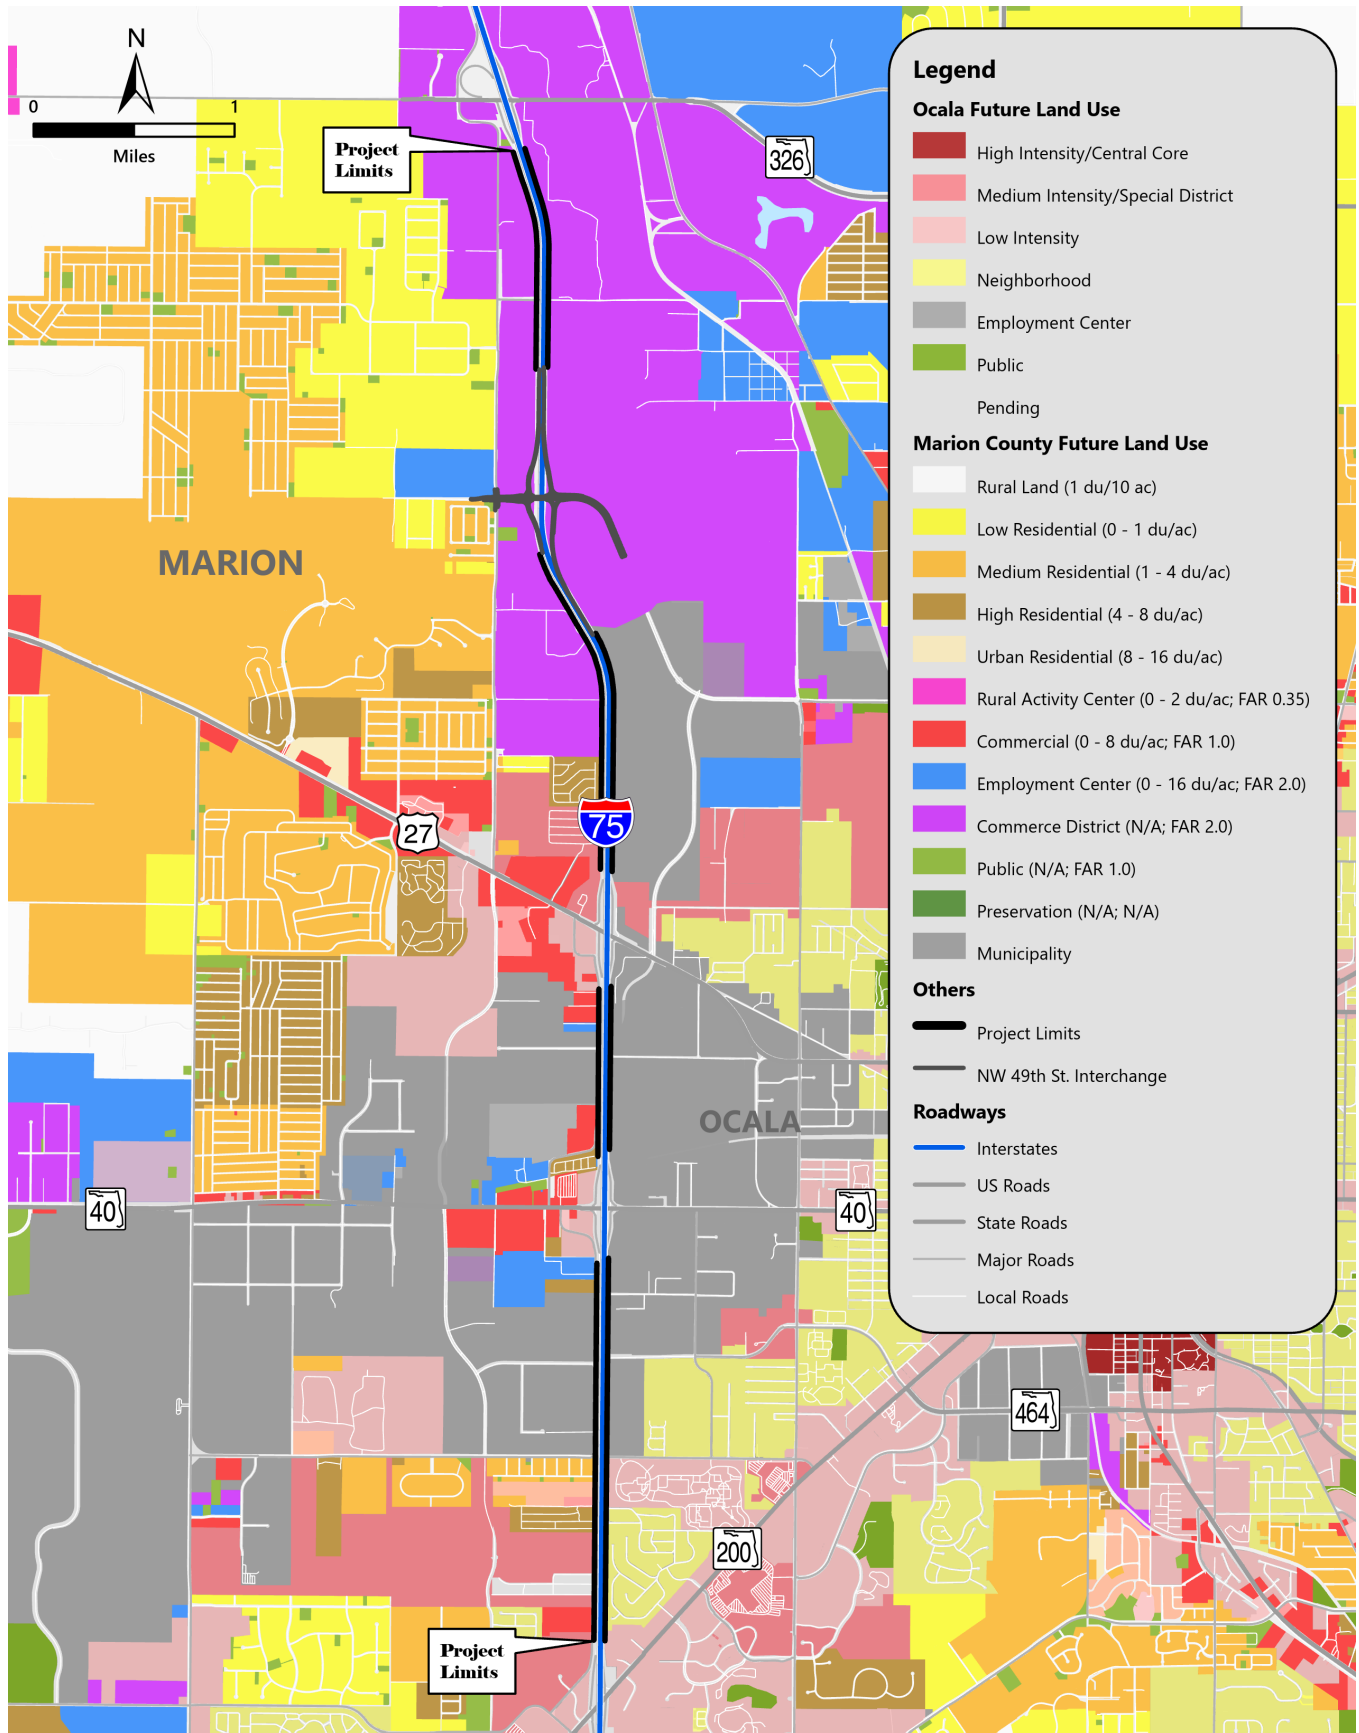 N
0 1
Miles
Project
Limits
326
MARION
27
75
OCALA
40
40
464
200
Project
Limits
Legend
Ocala Future Land Use
High Intensity/Central Core
Medium Intensity/Special District
Low Intensity
Neighborhood
Employment Center
Public
Pending
Marion County Future Land Use
Rural Land (1 du/10 ac)
Low Residential (0 - 1 du/ac)
Medium Residential (1 - 4 du/ac)
High Residential (4 - 8 du/ac)
Urban Residential (8 - 16 du/ac)
Rural Activity Center (0 - 2 du/ac; FAR 0.35)
Commercial (0 - 8 du/ac; FAR 1.0)
Employment Center (0 - 16 du/ac; FAR 2.0)
Commerce District (N/A; FAR 2.0)
Public (N/A; FAR 1.0)
Preservation (N/A; N/A)
Municipality
Others
Project Limits
NW 49th St. Interchange
Roadways
Interstates
US Roads
State Roads
Major Roads
Local Roads